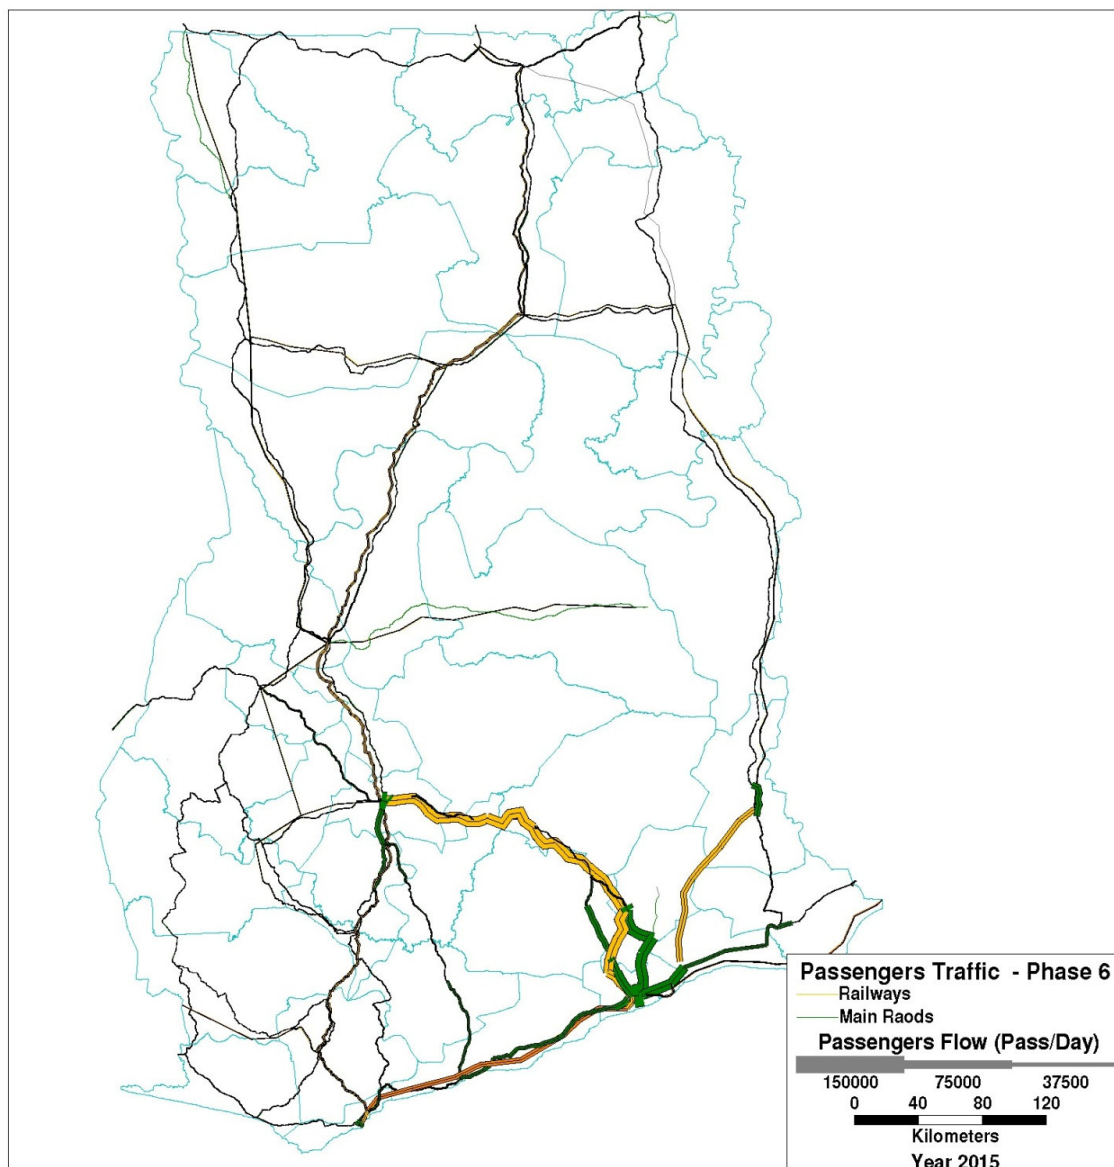 Passengers Traffic - Phase 6
Railways
Main Raods
Passengers Flow (Pass/Day)
150000 75000 37500
0 40 80 120
Kilometers
Year 2015